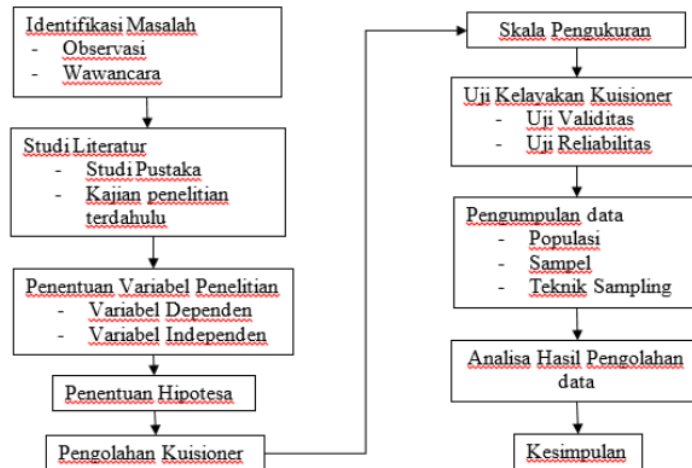 Identifikasi Masalah
- Observasi
- Wawancara
Studi Literatur
- Studi Pustaka
- Kajian penelitian
terdahulu
Penentuan Variabel Penelitian
- Variabel Dependen
- Variabel Independen
Penentuan Hipotesa
Pengolahan Kuisioner
Skala Pengukuran
Uji Kelayakan Kuisioner
- Uji Validitas
- Uji Reliabilitas
Pengumpulan data
- Populasi
- Sampel
- Teknik Sampling
Analisa Hasil Pengolahan
data
Kesimpulan